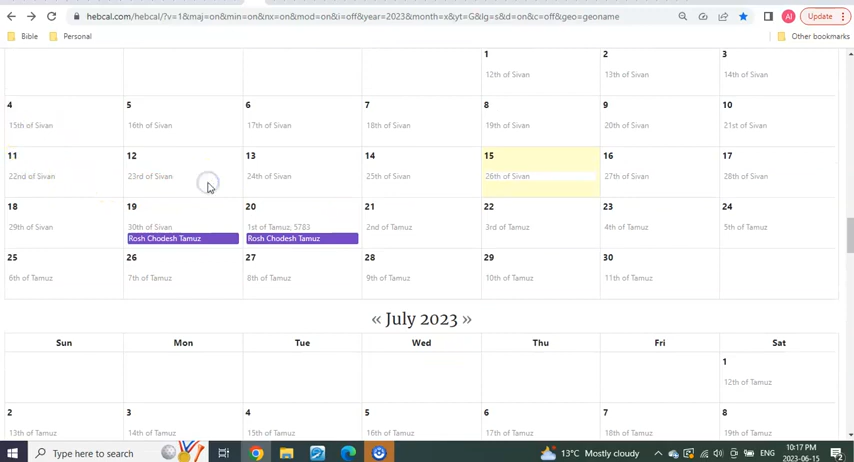 hebcal.com/hebcal/?v=1&maj=on&min=on&nx=on&mod=on&i=off&year=2023&month=x&yt=G&lg=s&d=on&c=off&geo=geoname
AI
Update
Bible
Personal
Other bookmarks
1 2 3
12th of Sivan 13th of Sivan 14th of Sivan
4 5 6 7 8 9 10
15th of Sivan 16th of Sivan 17th of Sivan 18th of Sivan 19th of Sivan 20th of Sivan 21st of Sivan
11 12 13 14 15 16 17
22nd of Sivan 23rd of Sivan 24th of Sivan 25th of Sivan 26th of Sivan 27th of Sivan 28th of Sivan
18 19 20 21 22 23 24
29th of Sivan 30th of Sivan 1st of Tamuz, 5783 2nd of Tamuz 3rd of Tamuz 4th of Tamuz 5th of Tamuz
Rosh Chodesh Tamuz Rosh Chodesh Tamuz
25 26 27 28 29 30
6th of Tamuz 7th of Tamuz 8th of Tamuz 9th of Tamuz 10th of Tamuz 11th of Tamuz
« July 2023 »
Sun Mon Tue Wed Thu Fri Sat
1
12th of Tamuz
2 3 4 5 6 7 8
13th of Tamuz 14th of Tamuz 15th of Tamuz 16th of Tamuz 17th of Tamuz 18th of Tamuz 19th of Tamuz
Type here to search
13°C Mostly cloudy
ENG
10:17 PM
2023-06-15
2